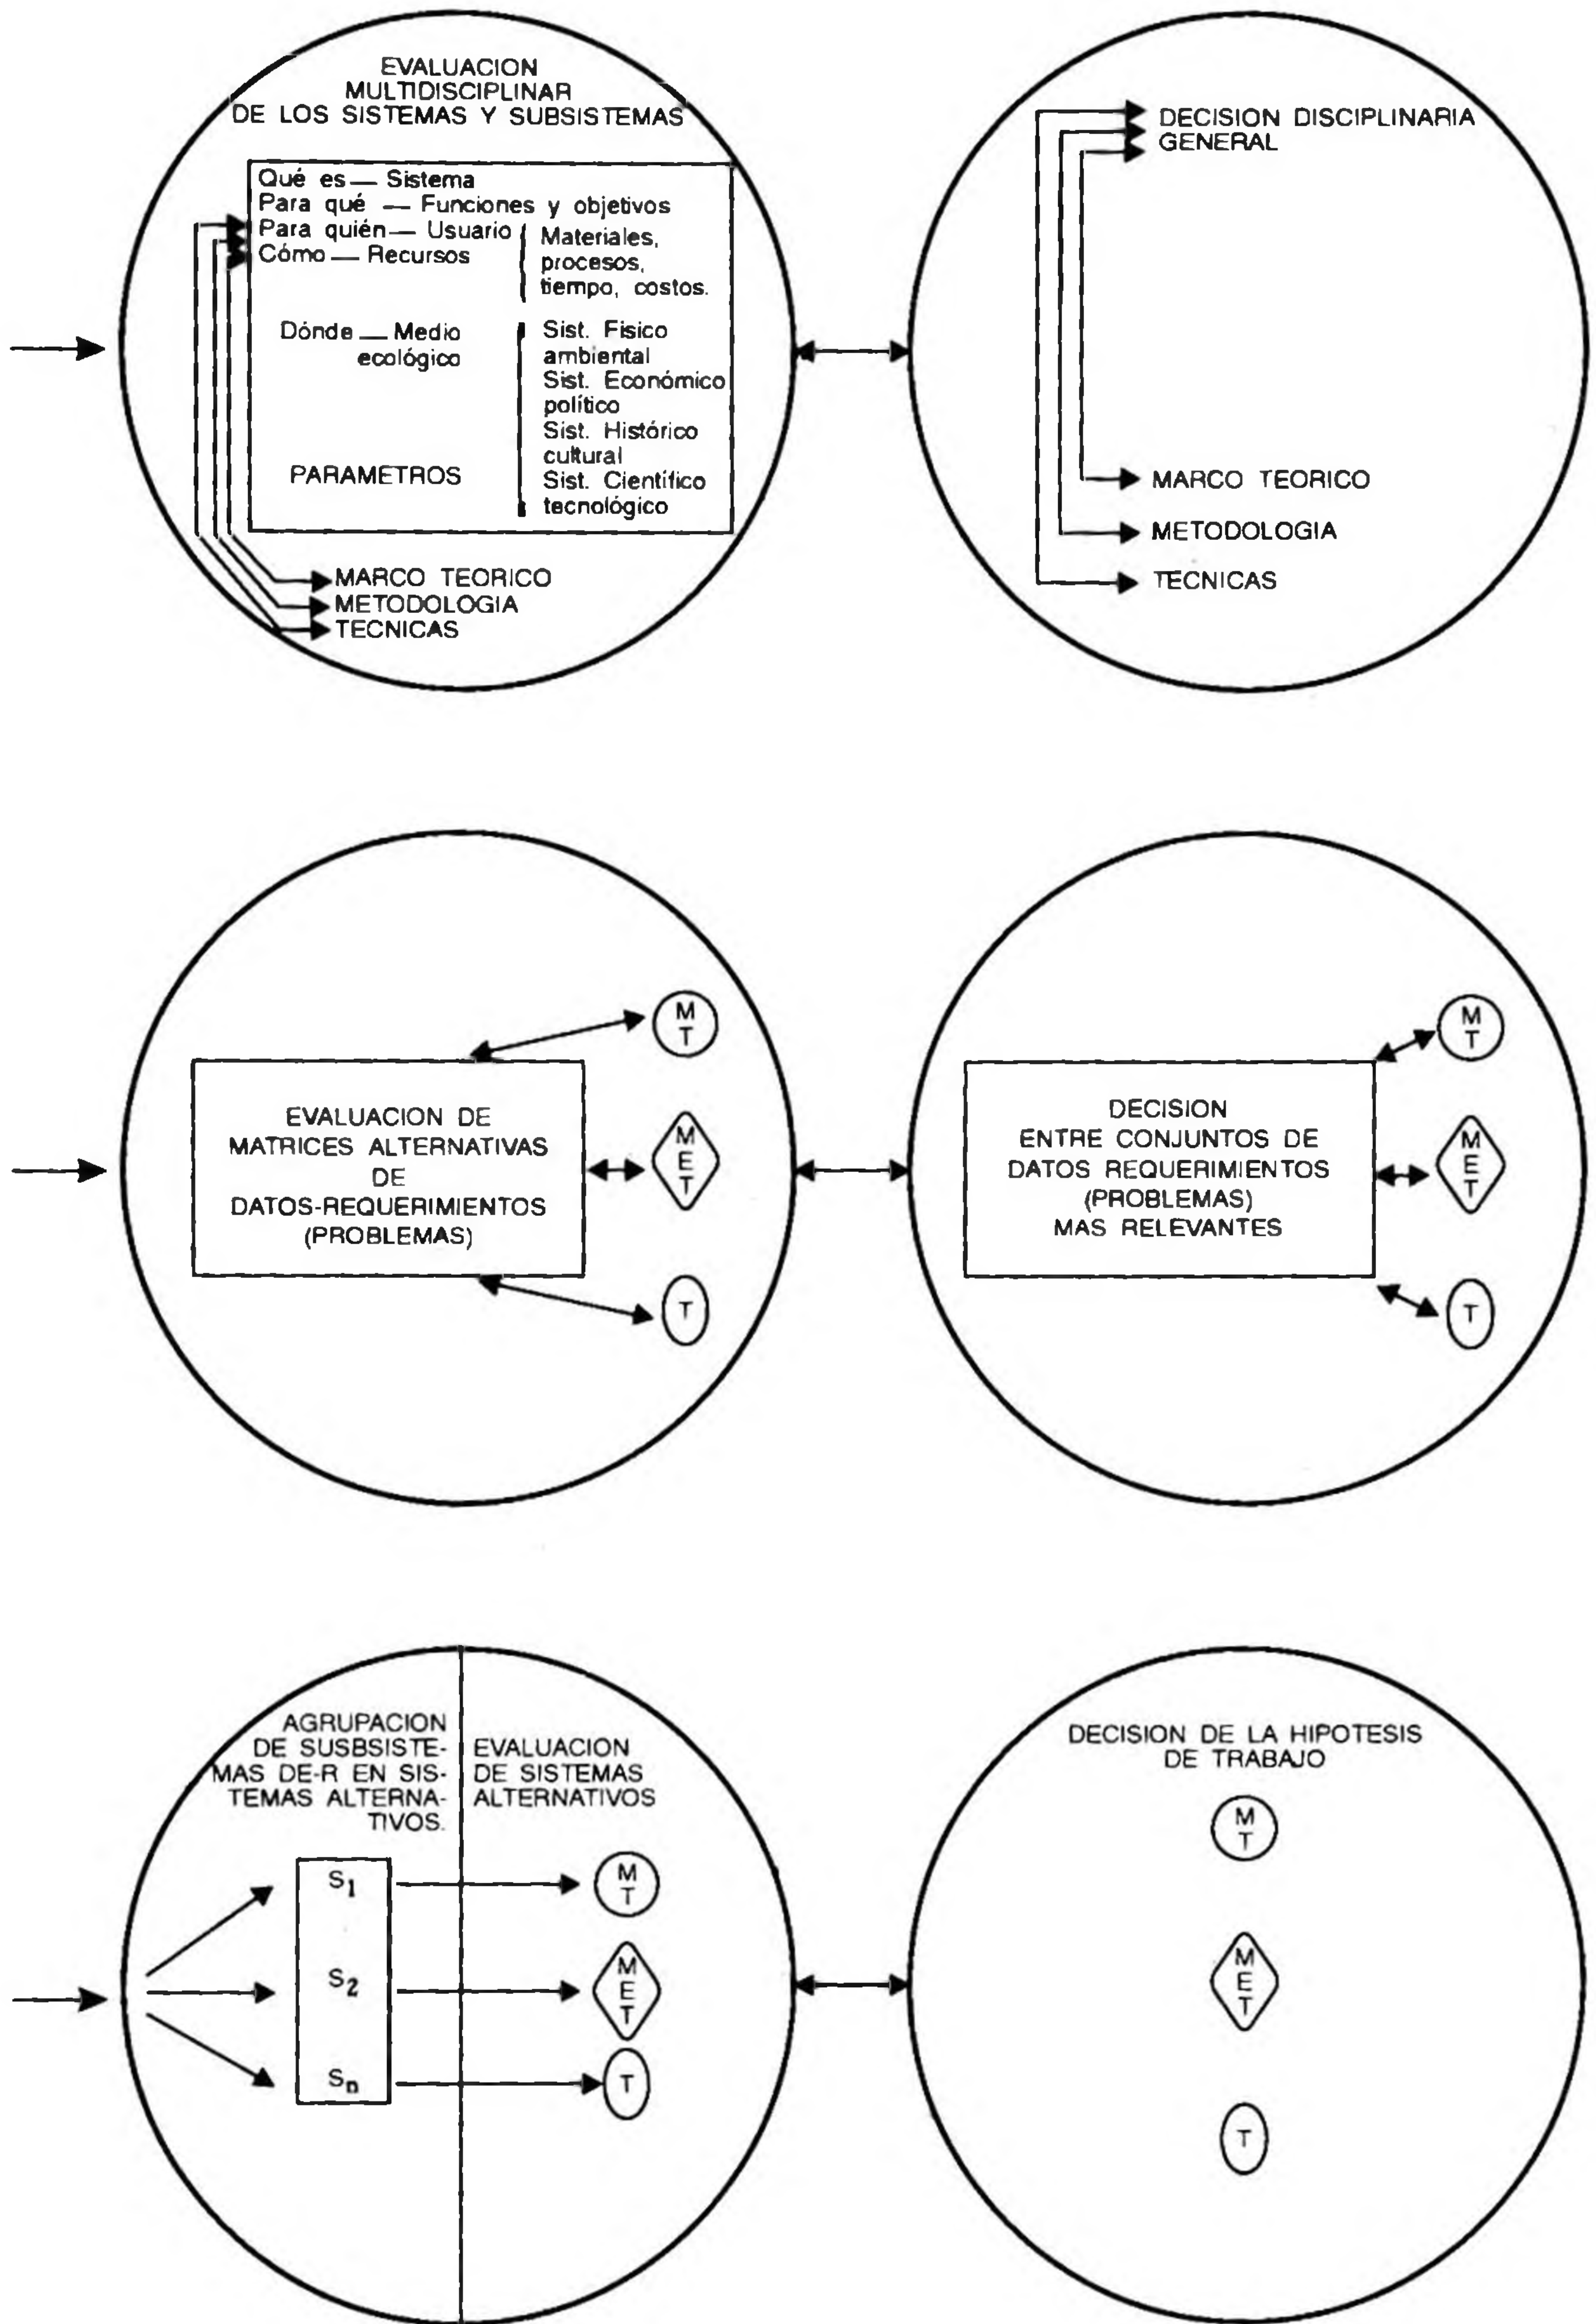 EVALUACION
MULTIDISCIPLINAR
DE LOS SISTEMAS Y SUBSISTEMAS
Qué es — Sistema
Para qué — Funciones y objetivos
Para quién — Usuario
Cómo — Recursos
Materiales,
procesos,
tiempo, costos.
Dónde — Medio
ecológico
Sist. Físico
ambiental
Sist. Económico
político
Sist. Histórico
cultural
Sist. Científico
tecnológico
PARAMETROS
MARCO TEORICO
METODOLOGIA
TECNICAS
DECISION DISCIPLINARIA
GENERAL
MARCO TEORICO
METODOLOGIA
TECNICAS
EVALUACION DE
MATRICES ALTERNATIVAS
DE
DATOS-REQUERIMIENTOS
(PROBLEMAS)
M
T
M
E
T
T
DECISION
ENTRE CONJUNTOS DE
DATOS REQUERIMIENTOS
(PROBLEMAS)
MAS RELEVANTES
M
T
M
E
T
T
AGRUPACION
DE SUSBSISTE-
MAS DE-R EN SIS-
TEMAS ALTERNA-
TIVOS.
S1
S2
Sn
EVALUACION
DE SISTEMAS
ALTERNATIVOS
M
T
M
E
T
T
DECISION DE LA HIPOTESIS
DE TRABAJO
M
T
M
E
T
T